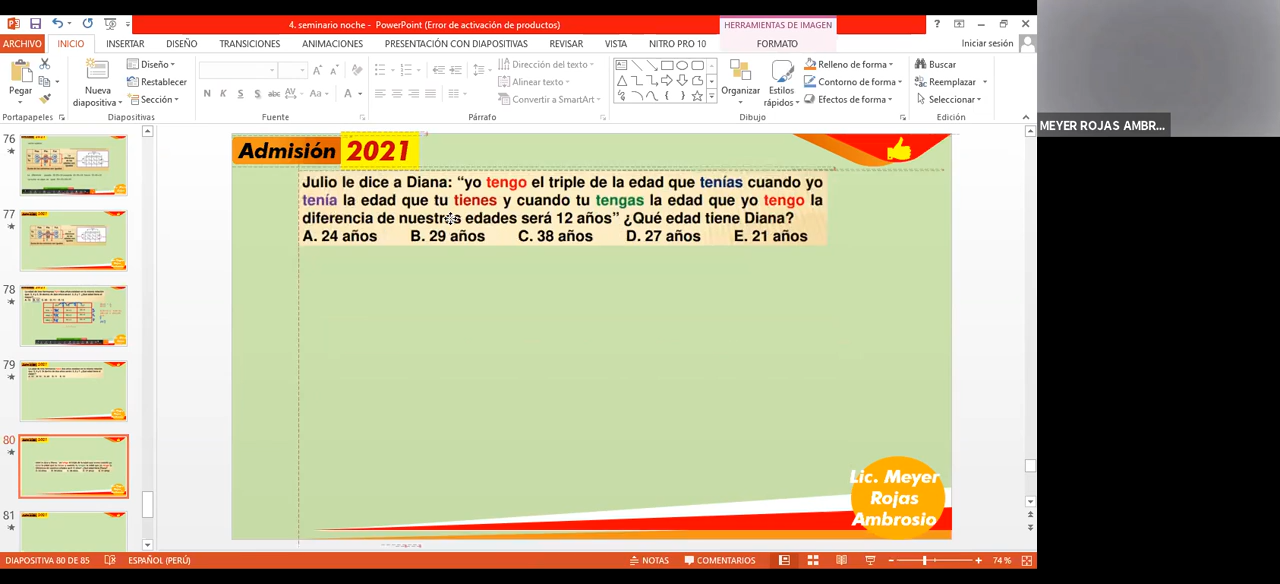 4. seminario noche - PowerPoint (Error de activación de productos)
HERRAMIENTAS DE IMAGEN
ARCHIVO INICIO INSERTAR DISEÑO TRANSICIONES ANIMACIONES PRESENTACIÓN CON DIAPOSITIVAS REVISAR VISTA NITRO PRO 10 FORMATO Iniciar sesión
Pegar
Nueva diapositiva
Diseño
Restablecer
Sección
Dirección del texto
Alinear texto
Convertir a SmartArt
Organizar
Estilos rápidos
Relleno de forma
Contorno de forma
Efectos de forma
Buscar
Reemplazar
Seleccionar
Portapapeles Diapositivas Fuente Párrafo Dibujo Edición
MEYER ROJAS AMBR...
76
77
78
79
80
81
Admisión 2021
Julio le dice a Diana: “yo tengo el triple de la edad que tenías cuando yo
tenía la edad que tu tienes y cuando tu tengas la edad que yo tengo la
diferencia de nuestras edades será 12 años” ¿Qué edad tiene Diana?
A. 24 años B. 29 años C. 38 años D. 27 años E. 21 años
Lic. Meyer
Rojas
Ambrosio
DIAPOSITIVA 80 DE 85 ESPAÑOL (PERÚ) NOTAS COMENTARIOS 74 %